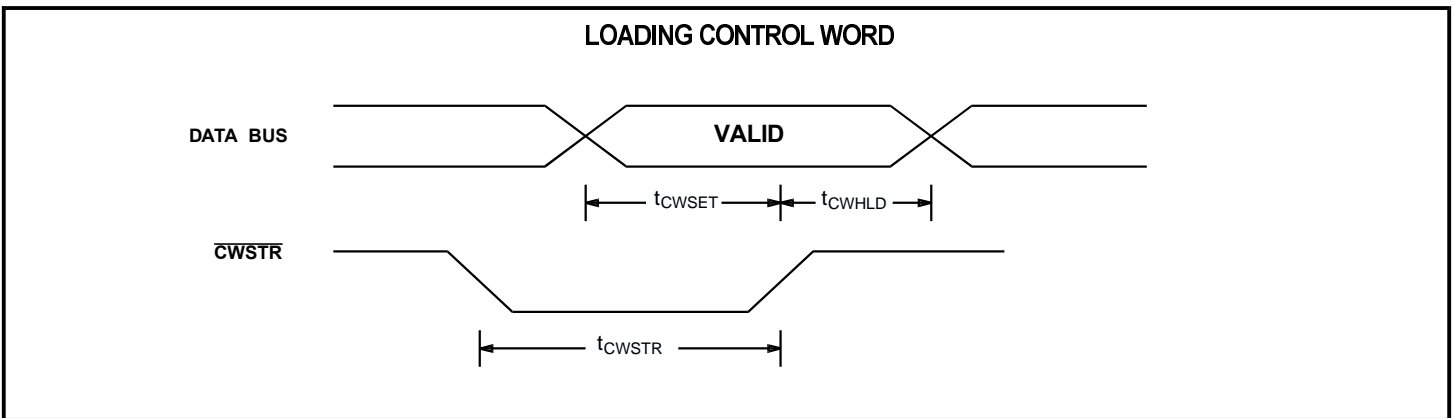 LOADING CONTROL WORD
DATA BUS
VALID
tCWSET
tCWHLD
CWSTR
tCWSTR